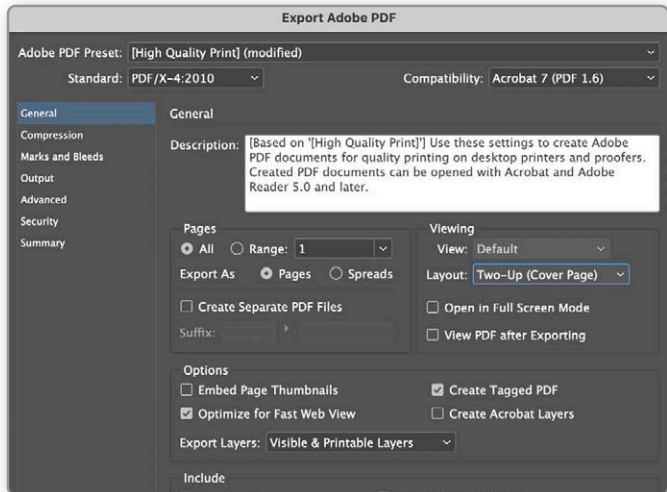 Export Adobe PDF
Adobe PDF Preset: [High Quality Print] (modified)
Standard: PDF/X-4:2010 Compatibility: Acrobat 7 (PDF 1.6)
General
Compression
Marks and Bleeds
Output
Advanced
Security
Summary
General
Description: [Based on '[High Quality Print]'] Use these settings to create Adobe
PDF documents for quality printing on desktop printers and proofers.
Created PDF documents can be opened with Acrobat and Adobe
Reader 5.0 and later.
Pages
All Range: 1
Export As Pages Spreads
Create Separate PDF Files
Suffix:
Viewing
View: Default
Layout: Two-Up (Cover Page)
Open in Full Screen Mode
View PDF after Exporting
Options
Embed Page Thumbnails Create Tagged PDF
Optimize for Fast Web View Create Acrobat Layers
Export Layers: Visible & Printable Layers
Include